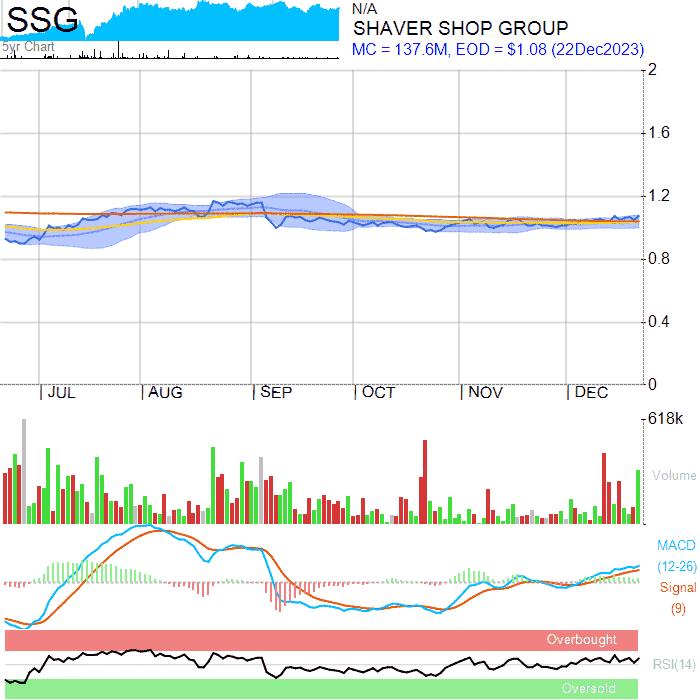 SSG
5yr Chart
N/A
SHAVER SHOP GROUP
MC = 137.6M, EOD = $1.08 (22Dec2023)
2
1.6
1.2
0.8
0.4
0
JUL AUG SEP OCT NOV DEC
618k
Volume
MACD
(12-26)
Signal
(9)
Overbought
RSI(14)
Oversold